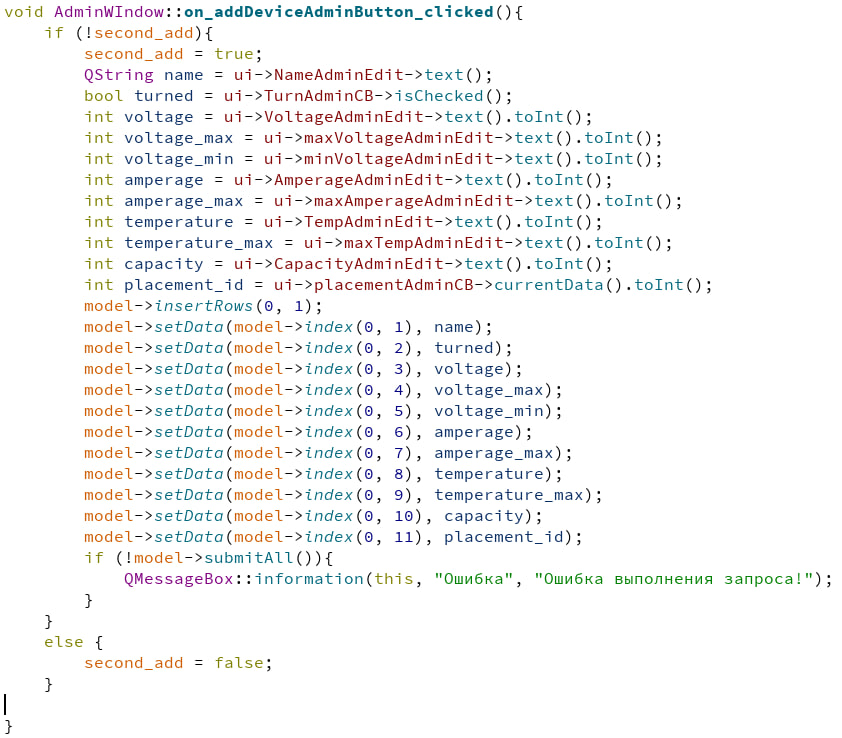 void AdminWIndow::on_addDeviceAdminButton_clicked(){
    if (!second_add){
        second_add = true;
        QString name = ui->NameAdminEdit->text();
        bool turned = ui->TurnAdminCB->isChecked();
        int voltage = ui->VoltageAdminEdit->text().toInt();
        int voltage_max = ui->maxVoltageAdminEdit->text().toInt();
        int voltage_min = ui->minVoltageAdminEdit->text().toInt();
        int amperage = ui->AmperageAdminEdit->text().toInt();
        int amperage_max = ui->maxAmperageAdminEdit->text().toInt();
        int temperature = ui->TempAdminEdit->text().toInt();
        int temperature_max = ui->maxTempAdminEdit->text().toInt();
        int capacity = ui->CapacityAdminEdit->text().toInt();
        int placement_id = ui->placementAdminCB->currentData().toInt();
        model->insertRows(0, 1);
        model->setData(model->index(0, 1), name);
        model->setData(model->index(0, 2), turned);
        model->setData(model->index(0, 3), voltage);
        model->setData(model->index(0, 4), voltage_max);
        model->setData(model->index(0, 5), voltage_min);
        model->setData(model->index(0, 6), amperage);
        model->setData(model->index(0, 7), amperage_max);
        model->setData(model->index(0, 8), temperature);
        model->setData(model->index(0, 9), temperature_max);
        model->setData(model->index(0, 10), capacity);
        model->setData(model->index(0, 11), placement_id);
        if (!model->submitAll()){
            QMessageBox::information(this, "Ошибка", "Ошибка выполнения запроса!");
        }
    }
    else {
        second_add = false;
    }
}